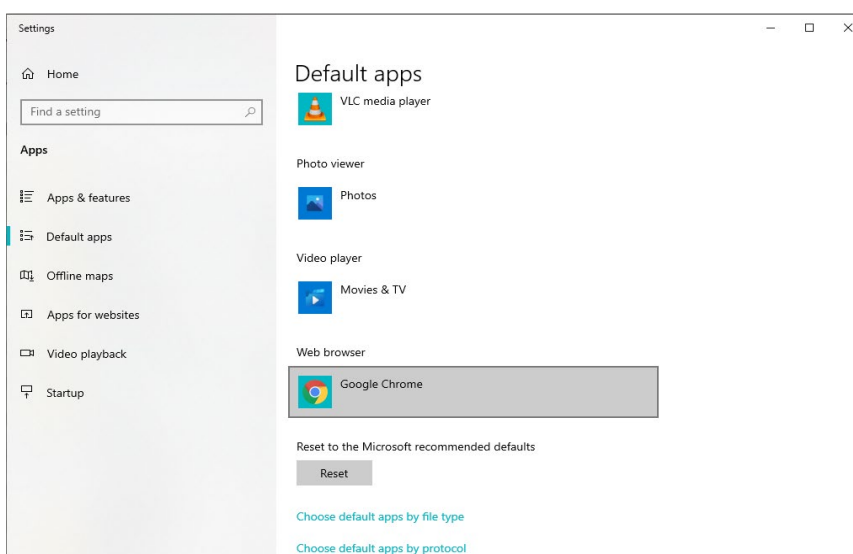 Settings
Home
Find a setting
Apps
Apps & features
Default apps
Offline maps
Apps for websites
Video playback
Startup
Default apps
VLC media player
Photo viewer
Photos
Video player
Movies & TV
Web browser
Google Chrome
Reset to the Microsoft recommended defaults
Reset
Choose default apps by file type
Choose default apps by protocol